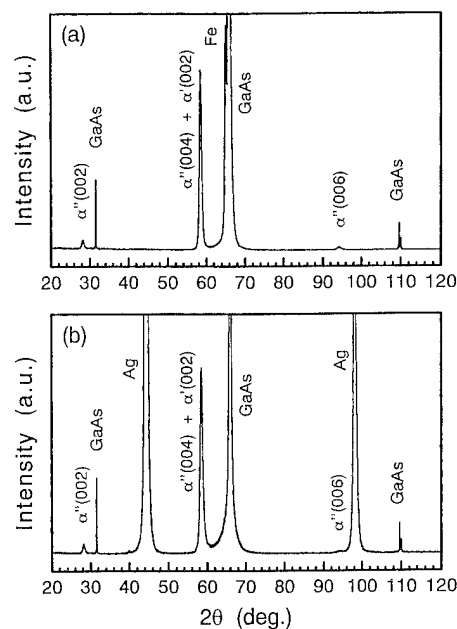 (a)
Intensity (a.u.)
α"(002)
GaAs
α"(004) + α'(002)
Fe
GaAs
α"(006)
GaAs
20 30 40 50 60 70 80 90 100 110 120
(b)
Intensity (a.u.)
α"(002)
GaAs
Ag
α"(004) + α'(002)
GaAs
α"(006)
Ag
GaAs
20 30 40 50 60 70 80 90 100 110 120
2θ (deg.)